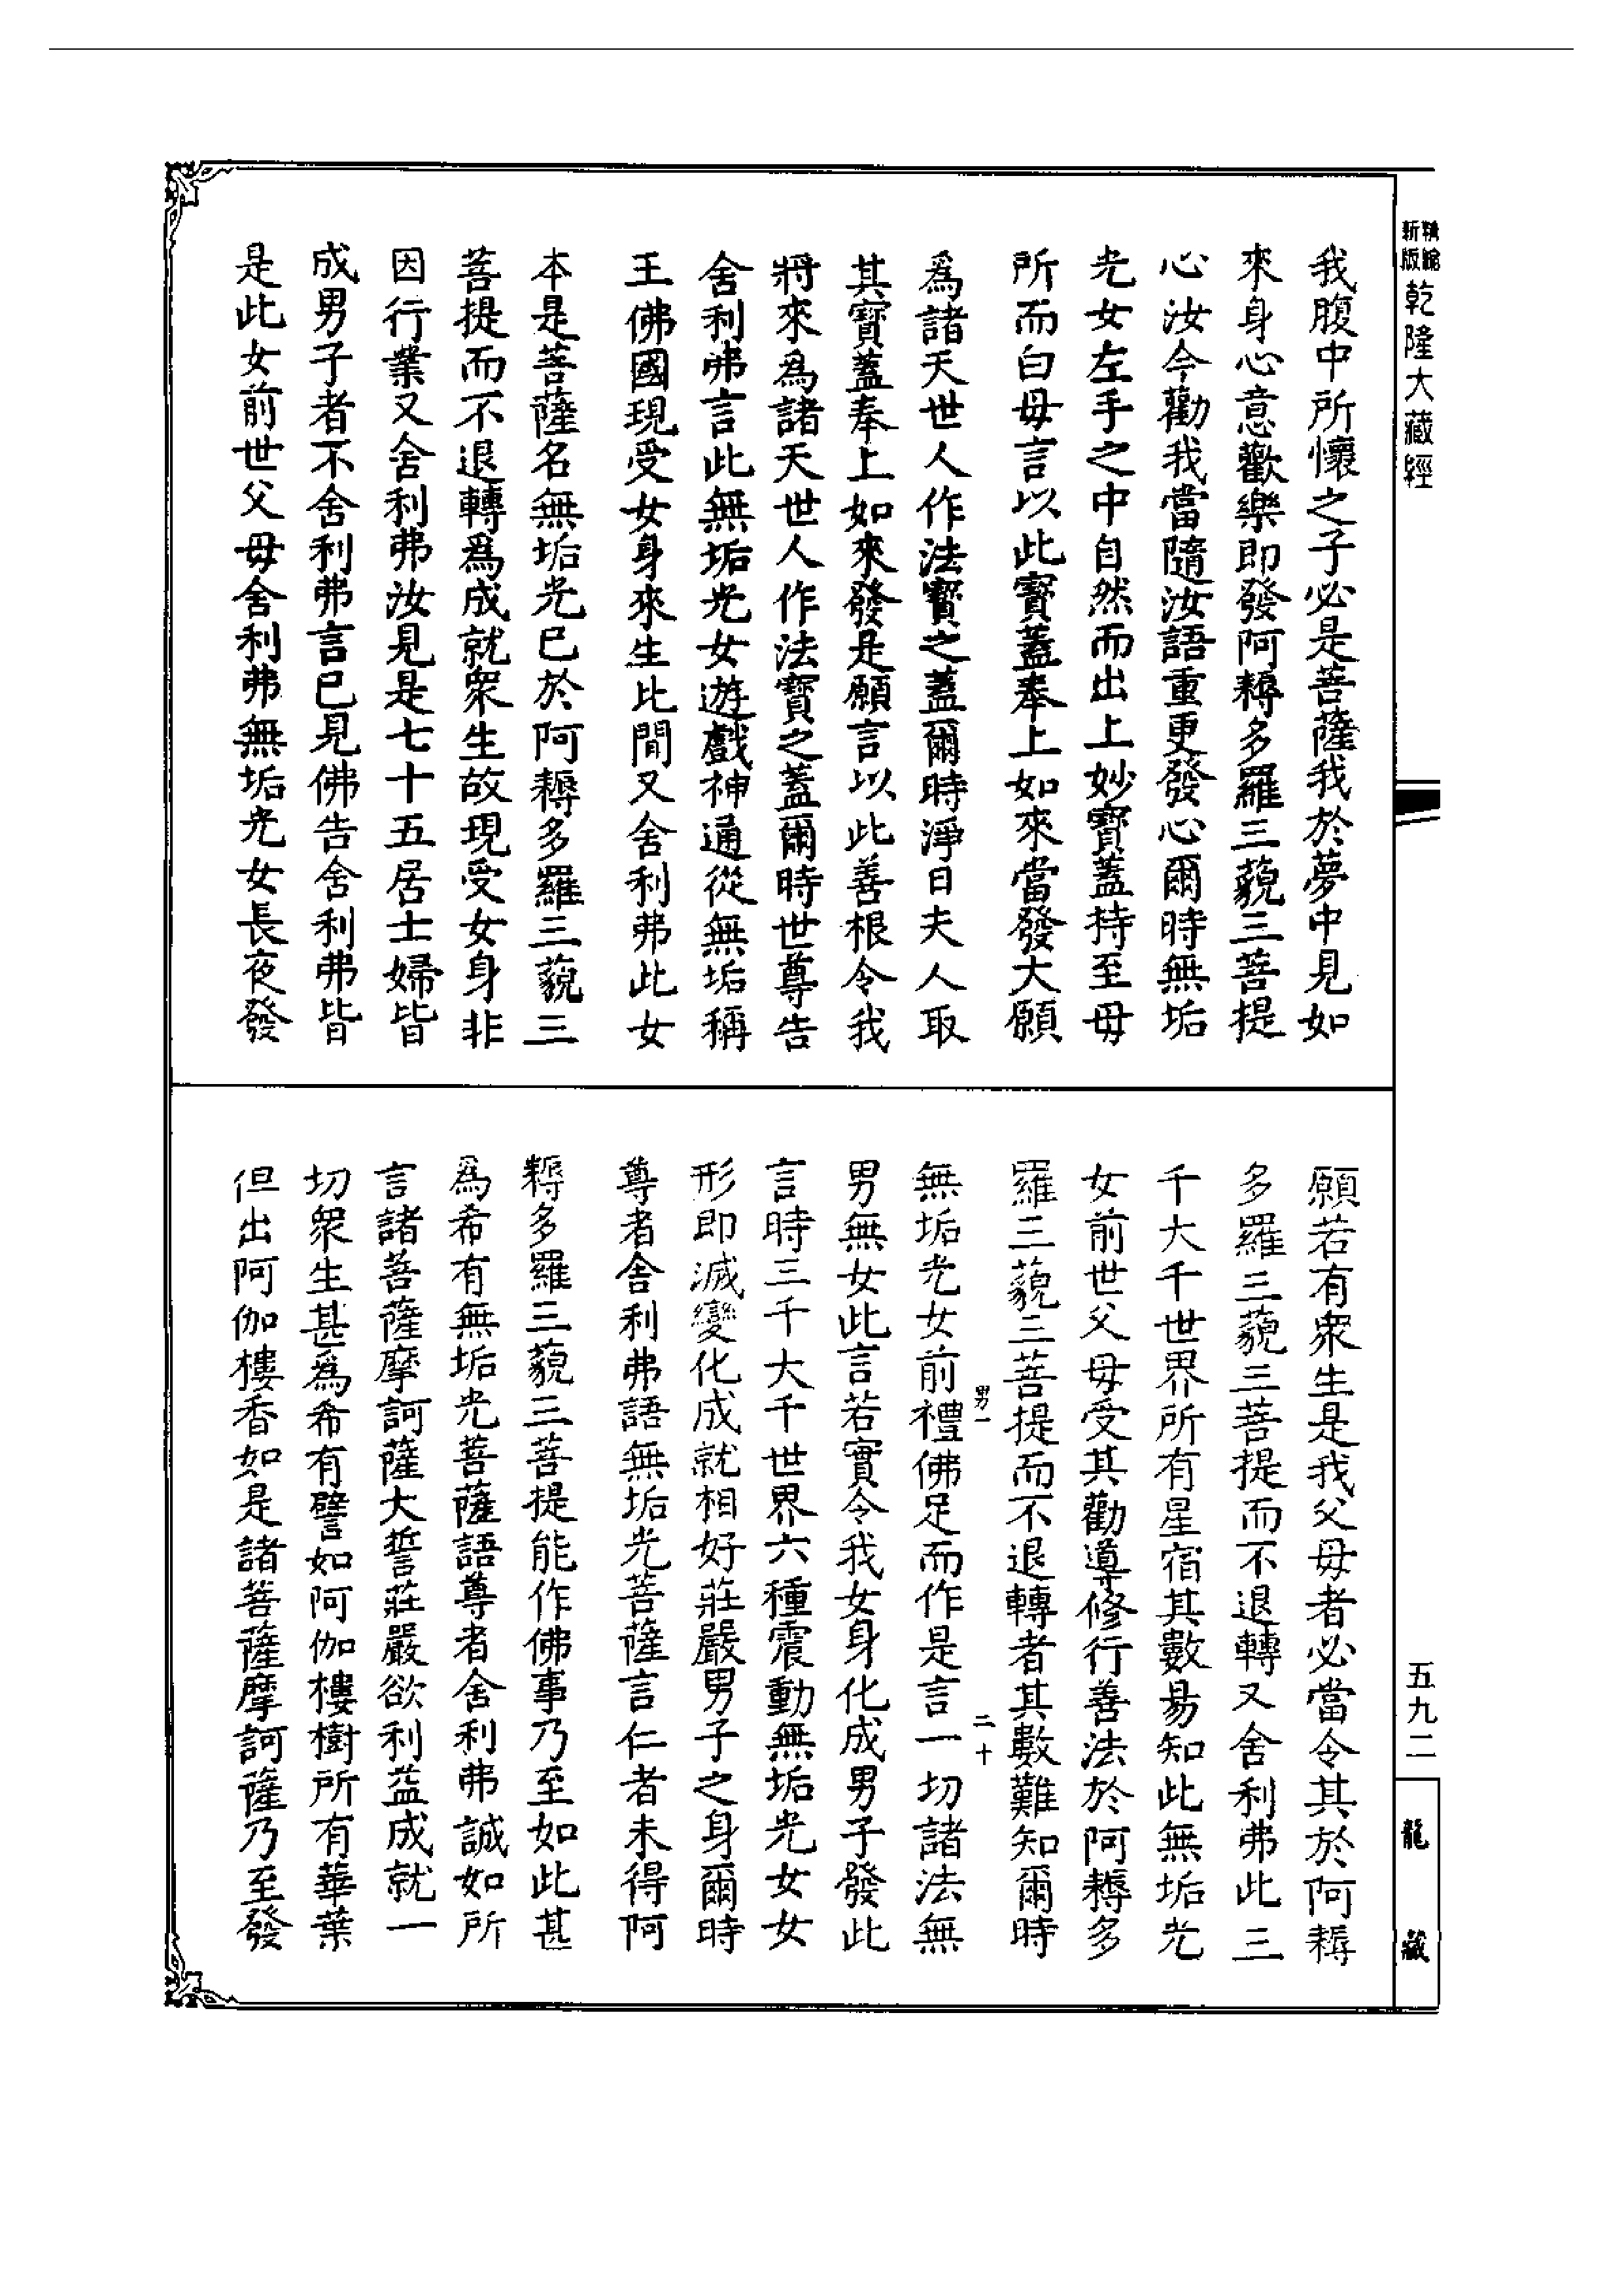 精縮
新版
乾隆大藏經
我腹中所懷之子必是菩薩我於夢中見如
來身心意歡樂即發阿耨多羅三藐三菩提
心汝今勸我當隨汝語重更發心爾時無垢
光女左手之中自然而出上妙寶蓋持至母
所而白母言以此寶蓋奉上如來當發大願
爲諸天世人作法寶之蓋爾時淨日夫人取
其寶蓋奉上如來發是願言以此善根令我
將來爲諸天世人作法寶之蓋爾時世尊告
舍利弗言此無垢光女遊戲神通從無垢稱
王佛國現受女身來生此間又舍利弗此女
本是菩薩名無垢光已於阿耨多羅三藐三
菩提而不退轉爲成就衆生故現受女身非
因行業又舍利弗汝見是七十五居士婦皆
成男子者不舍利弗言已見佛告舍利弗皆
是此女前世父母舍利弗無垢光女長夜發
願若有衆生是我父母者必當令其於阿耨
多羅三藐三菩提而不退轉又舍利弗此三
千大千世界所有星宿其數易知此無垢光
女前世父母受其勸導修行善法於阿耨多
羅三藐三菩提而不退轉者其數難知爾時
男一
二十
無垢光女前禮佛足而作是言一切諸法無
男無女此言若實令我女身化成男子發此
言時三千大千世界六種震動無垢光女女
形即滅變化成就相好莊嚴男子之身爾時
尊者舍利弗語無垢光菩薩言仁者未得阿
耨多羅三藐三菩提能作佛事乃至如此甚
爲希有無垢光菩薩語尊者舍利弗誠如所
言諸菩薩摩訶薩大誓莊嚴欲利益成就一
切衆生甚爲希有譬如阿伽樓樹所有華葉
但出阿伽樓香如是諸菩薩摩訶薩乃至發
五九二
龍藏